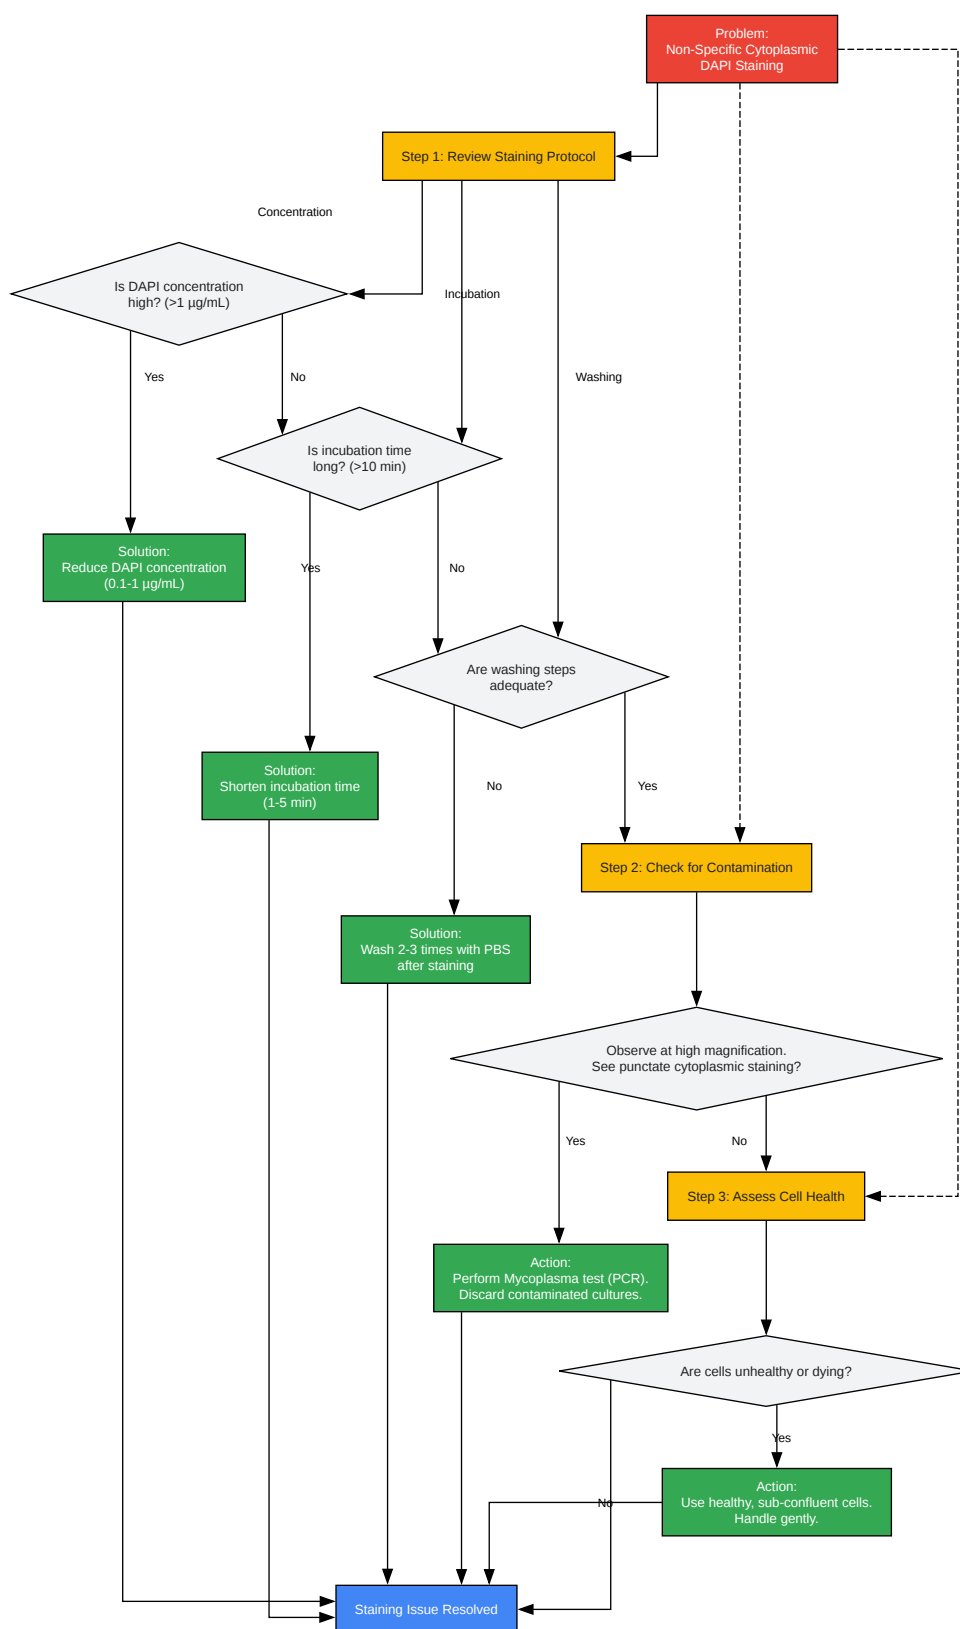 Problem:
Non-Specific Cytoplasmic
DAPI Staining
Step 1: Review Staining Protocol
Concentration
Is DAPI concentration
high? (>1 µg/mL)
Incubation
Yes
No
Washing
Is incubation time
long? (>10 min)
Solution:
Reduce DAPI concentration
(0.1-1 µg/mL)
Yes
No
Are washing steps
adequate?
Solution:
Shorten incubation time
(1-5 min)
No
Yes
Step 2: Check for Contamination
Solution:
Wash 2-3 times with PBS
after staining
Observe at high magnification.
See punctate cytoplasmic staining?
Yes
No
Step 3: Assess Cell Health
Action:
Perform Mycoplasma test (PCR).
Discard contaminated cultures.
Are cells unhealthy or dying?
Yes
Action:
Use healthy, sub-confluent cells.
Handle gently.
No
Staining Issue Resolved